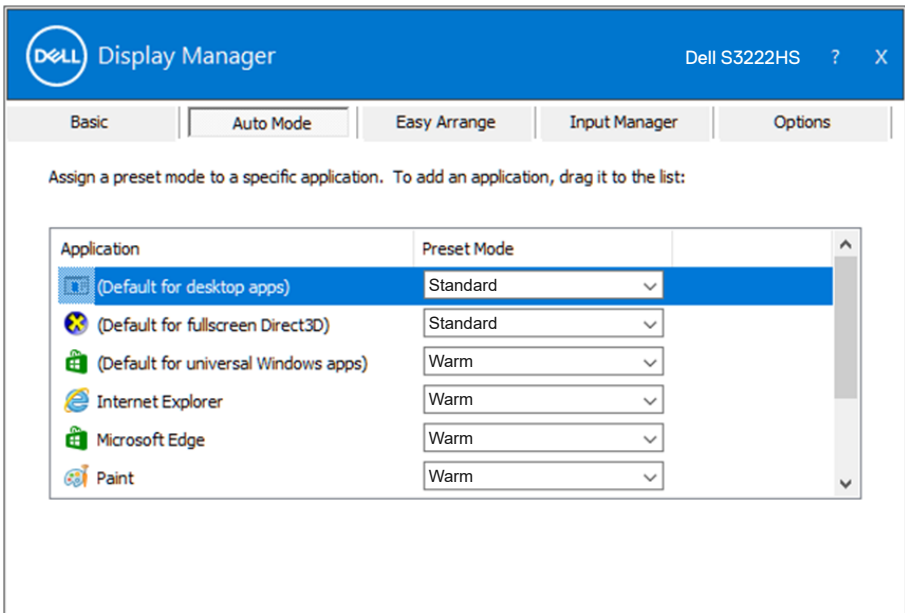 DELL Display Manager Dell S3222HS ? X
Basic Auto Mode Easy Arrange Input Manager Options
Assign a preset mode to a specific application. To add an application, drag it to the list:
Application Preset Mode
(Default for desktop apps) Standard
(Default for fullscreen Direct3D) Standard
(Default for universal Windows apps) Warm
Internet Explorer Warm
Microsoft Edge Warm
Paint Warm